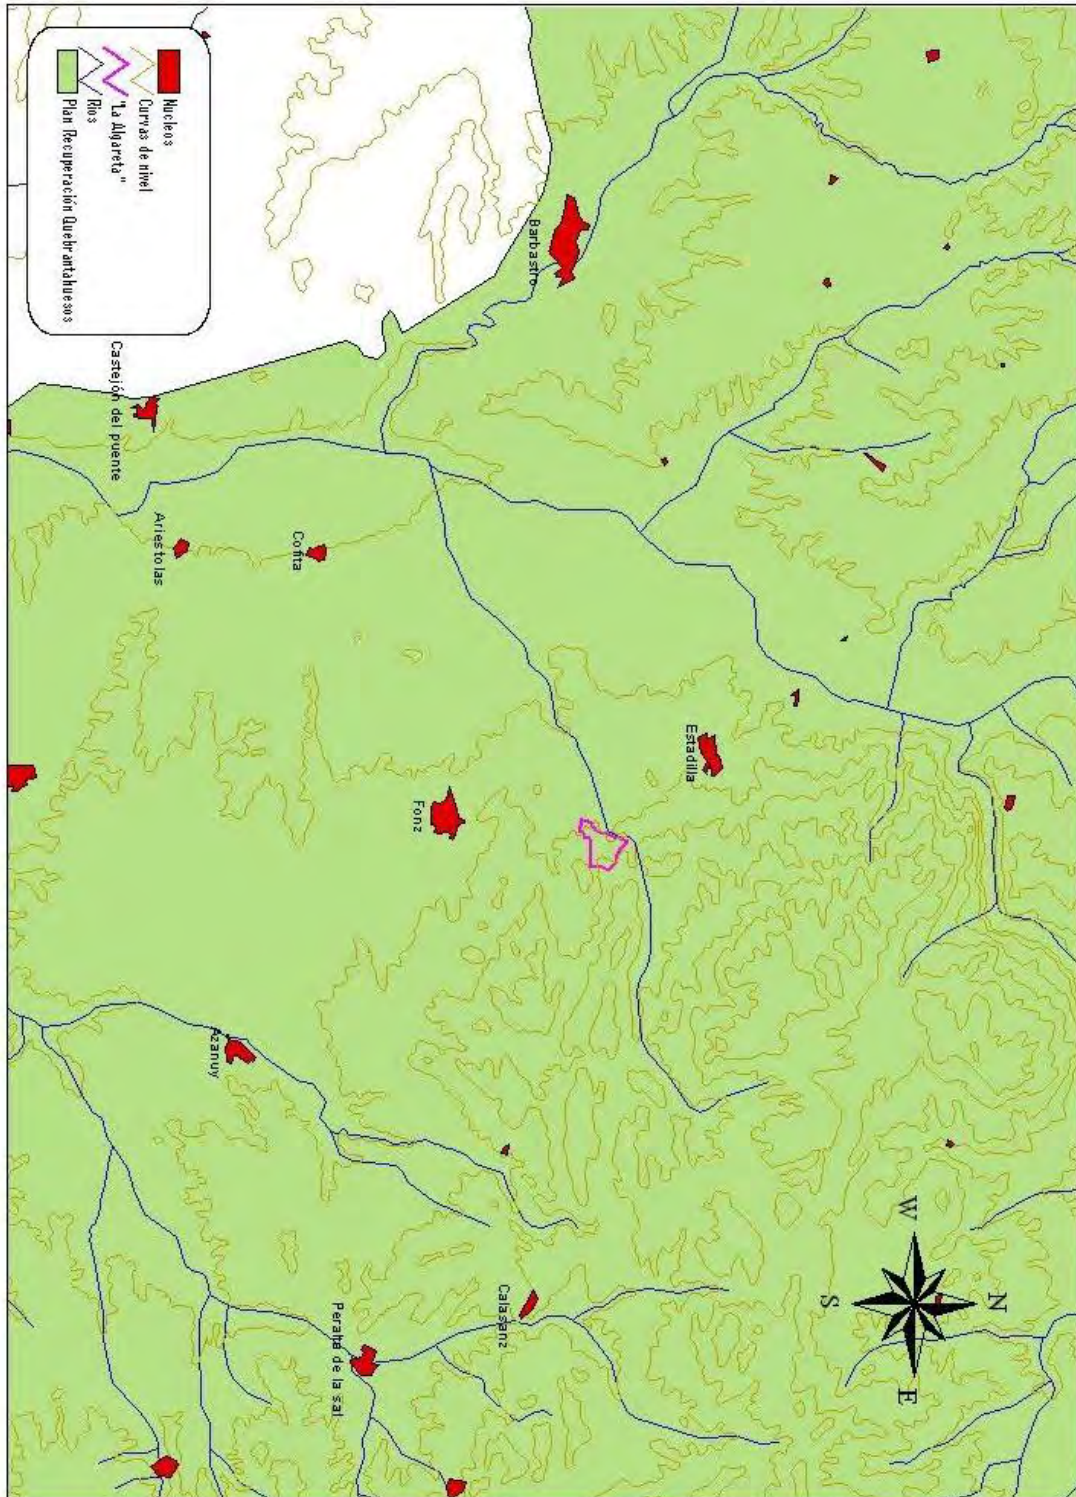 Nucleos
Curvas de nivel
"La Algareta"
Rios
Plan Recuperación Quebrantahuesos
Barbastro
Castejón del puente
Ariestolas
Cofita
Estadilla
Fonz
Azanuy
Calasanz
Peralta de la sal
N
W
E
S